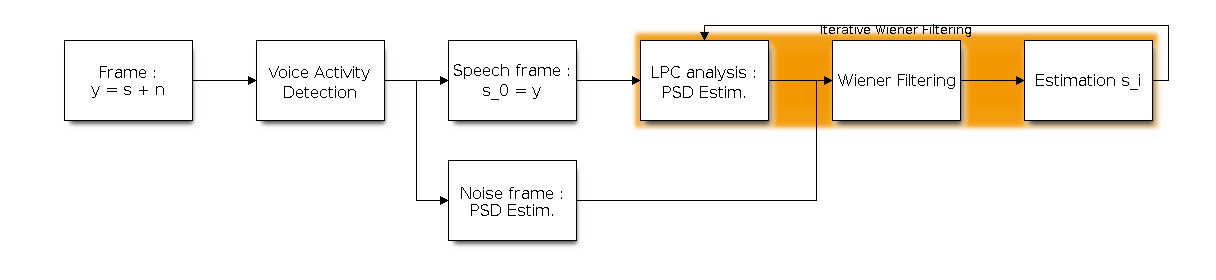 Iterative Wiener Filtering
Frame :
y = s + n
Voice Activity
Detection
Speech frame :
s_0 = y
LPC analysis :
PSD Estim.
Wiener Filtering
Estimation s_i
Noise frame :
PSD Estim.